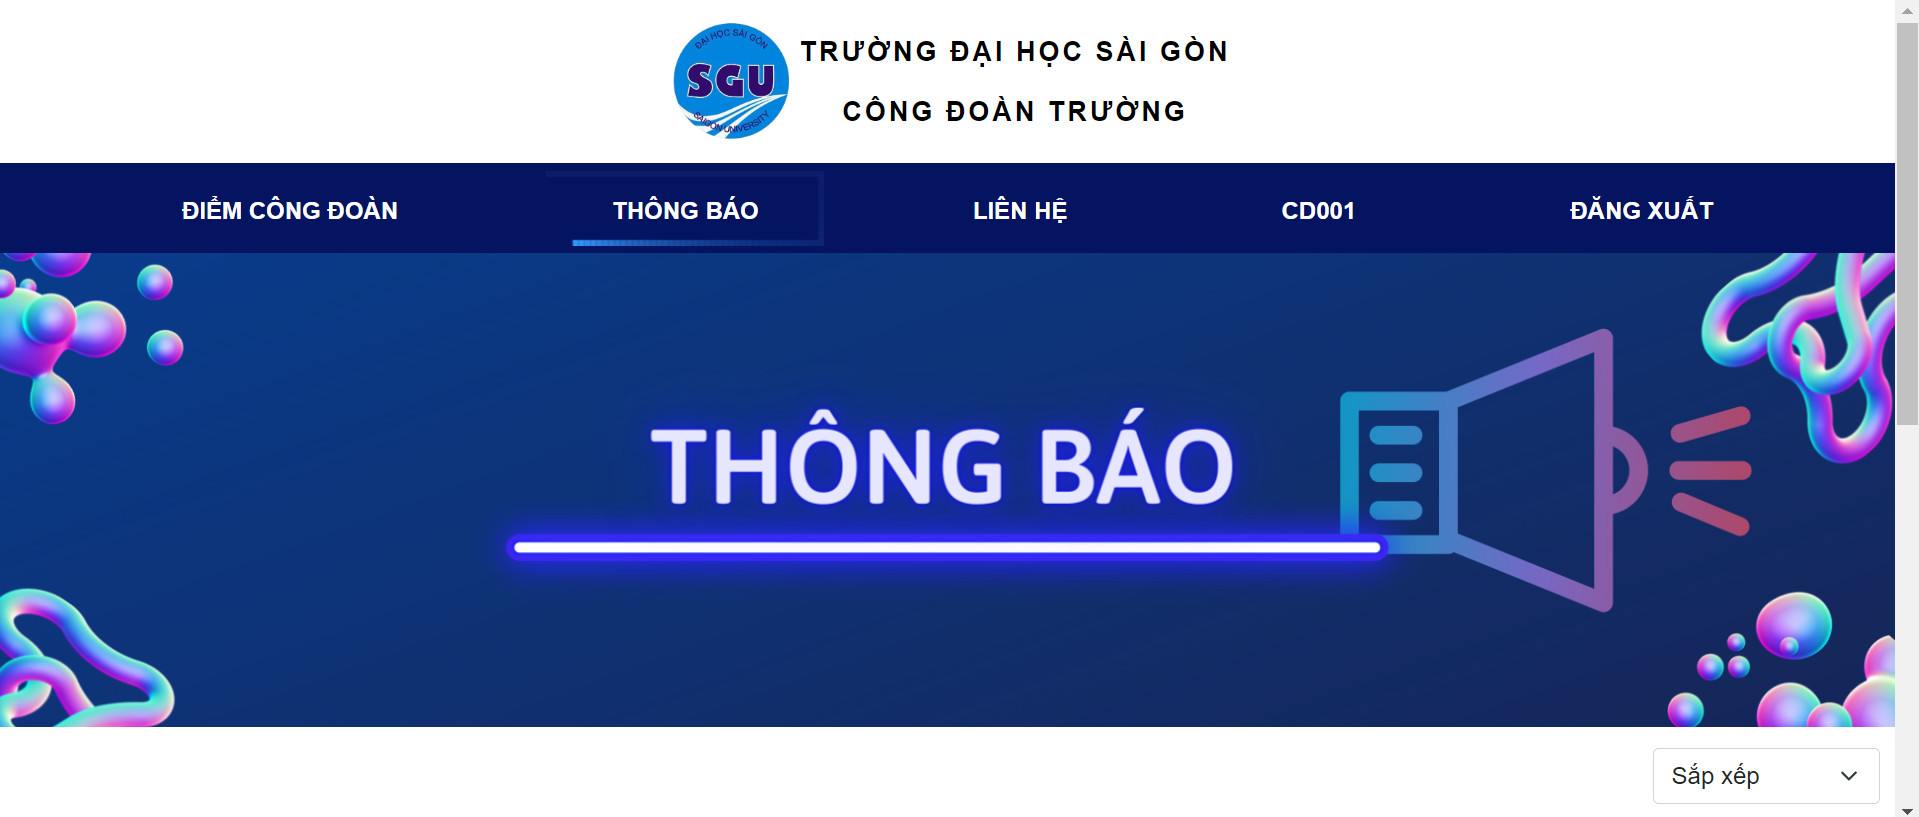 ĐẠI HỌC SÀI GÒN
SGU
SAIGON UNIVERSITY
TRƯỜNG ĐẠI HỌC SÀI GÒN
CÔNG ĐOÀN TRƯỜNG
ĐIỂM CÔNG ĐOÀN
THÔNG BÁO
LIÊN HỆ
CD001
ĐĂNG XUẤT
THÔNG BÁO
Sắp xếp